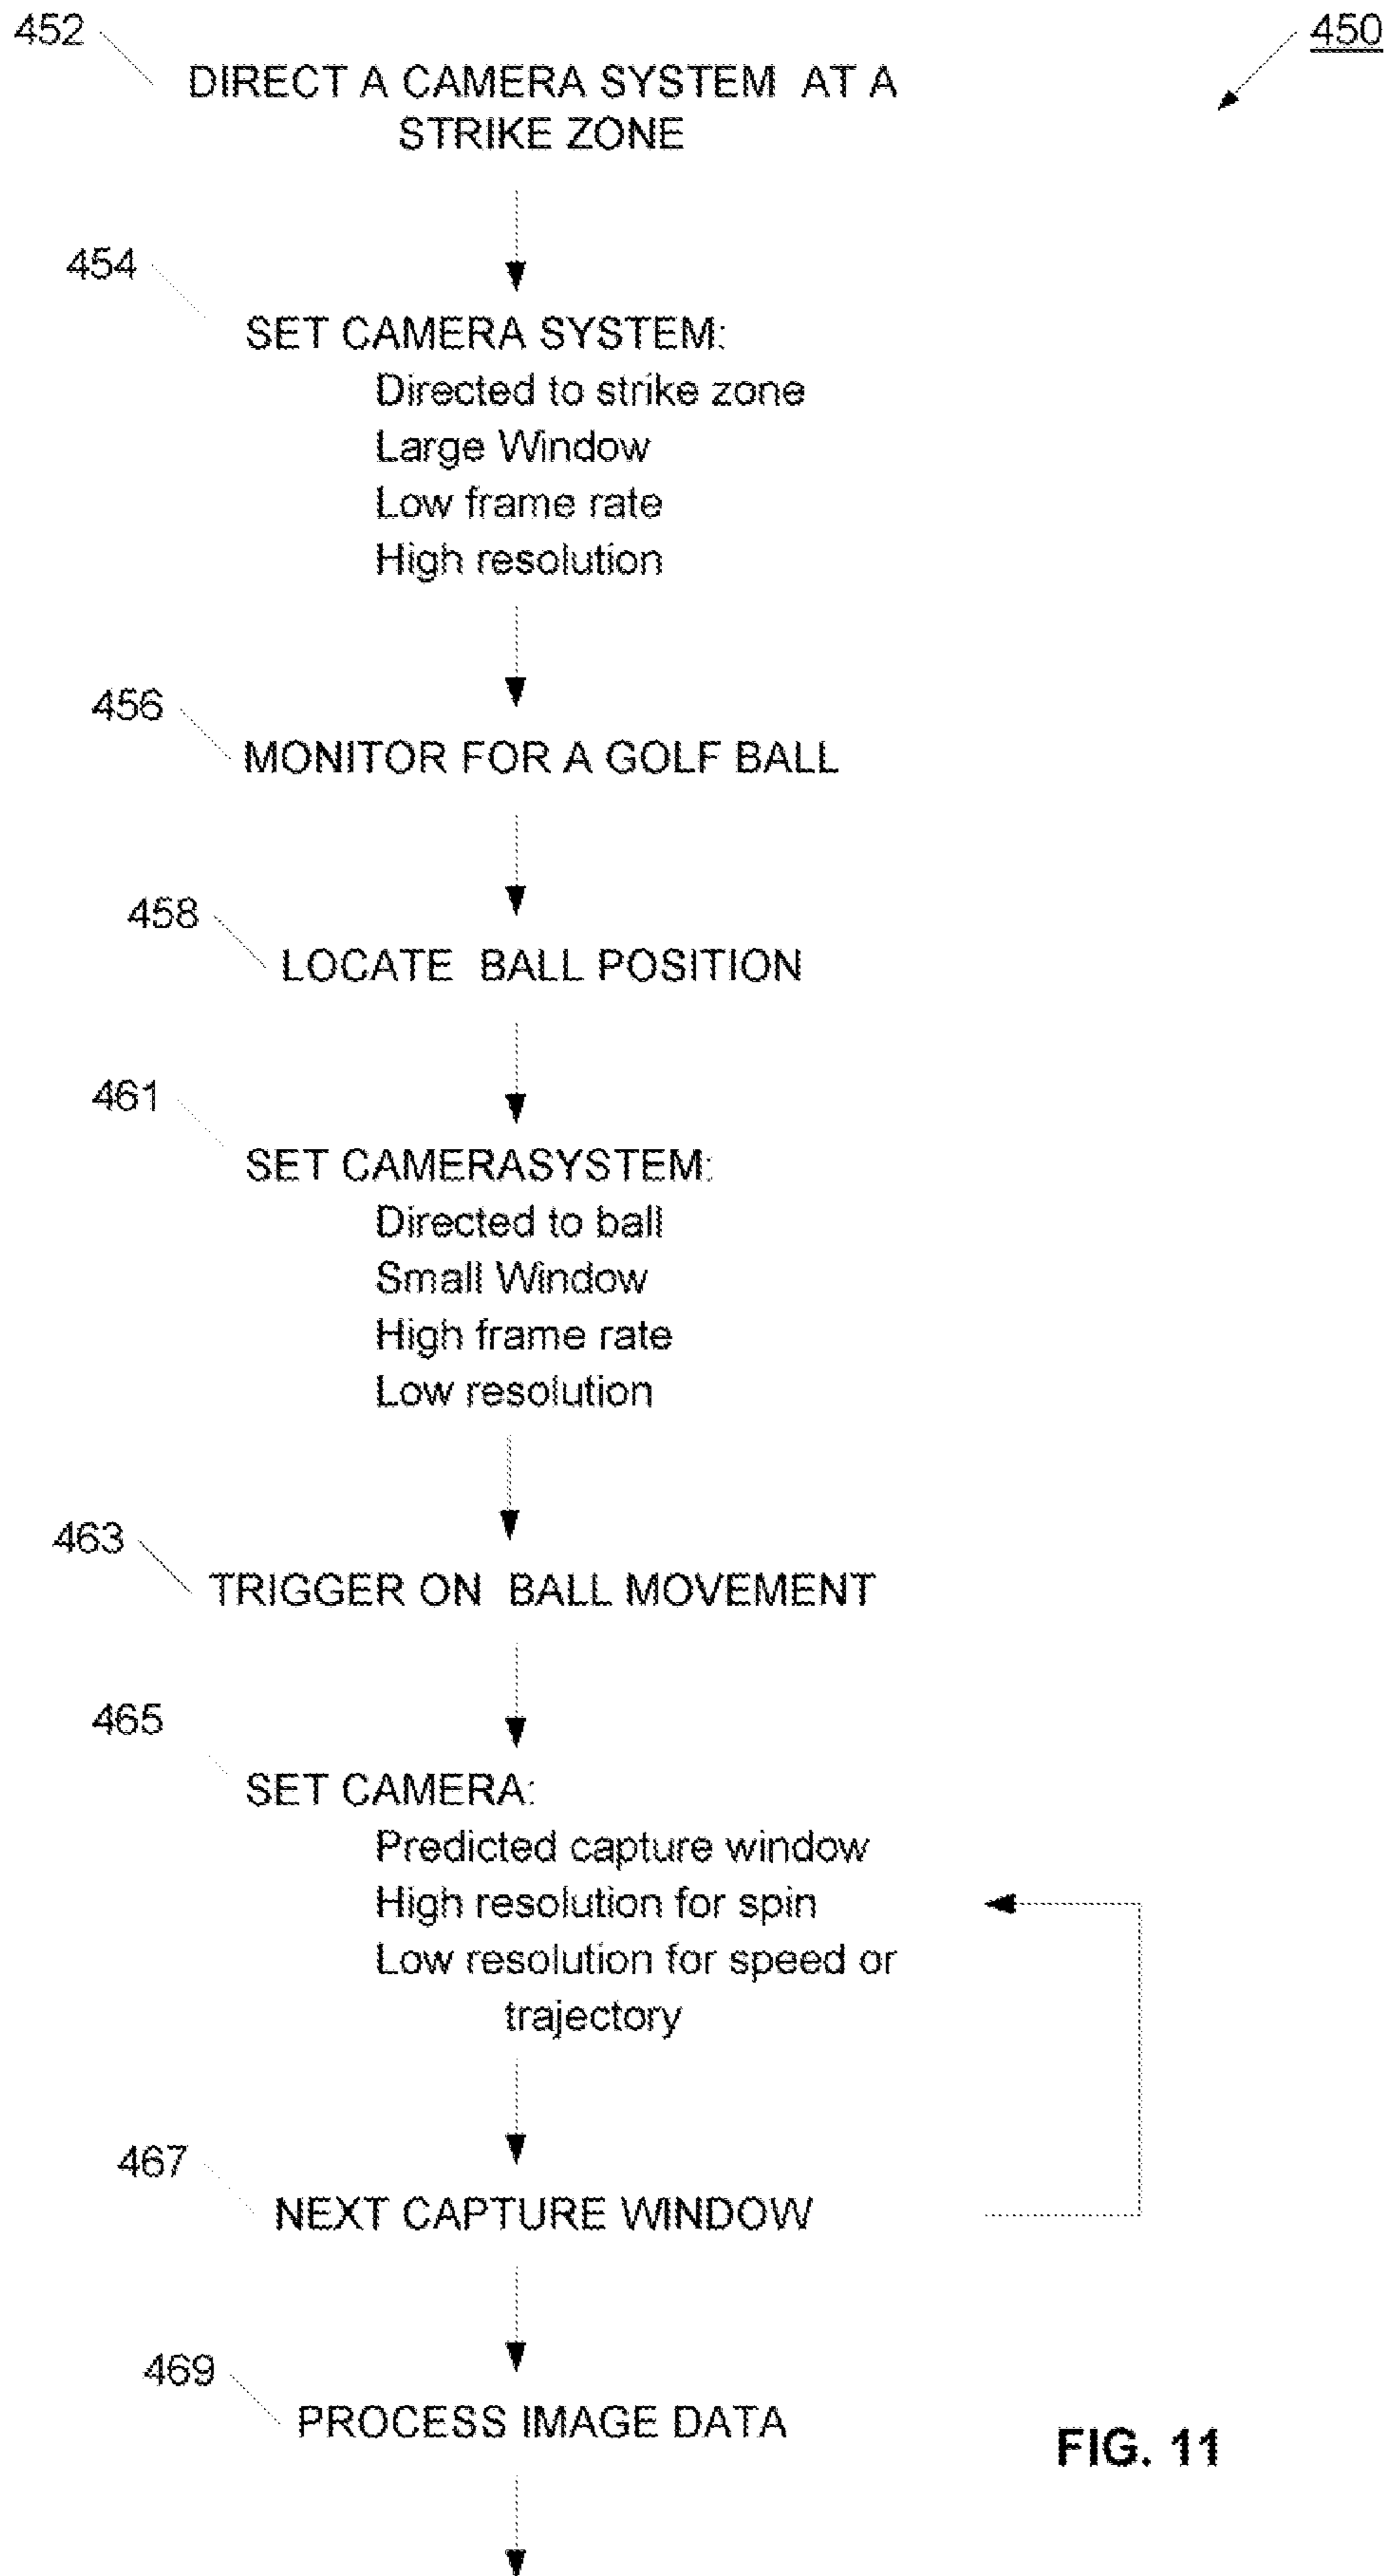 452
450
DIRECT A CAMERA SYSTEM AT A
STRIKE ZONE
454
SET CAMERA SYSTEM:
Directed to strike zone
Large Window
Low frame rate
High resolution
456
MONITOR FOR A GOLF BALL
458
LOCATE BALL POSITION
461
SET CAMERASYSTEM:
Directed to ball
Small Window
High frame rate
Low resolution
463
TRIGGER ON BALL MOVEMENT
465
SET CAMERA:
Predicted capture window
High resolution for spin
Low resolution for speed or
trajectory
467
NEXT CAPTURE WINDOW
469
PROCESS IMAGE DATA
FIG. 11